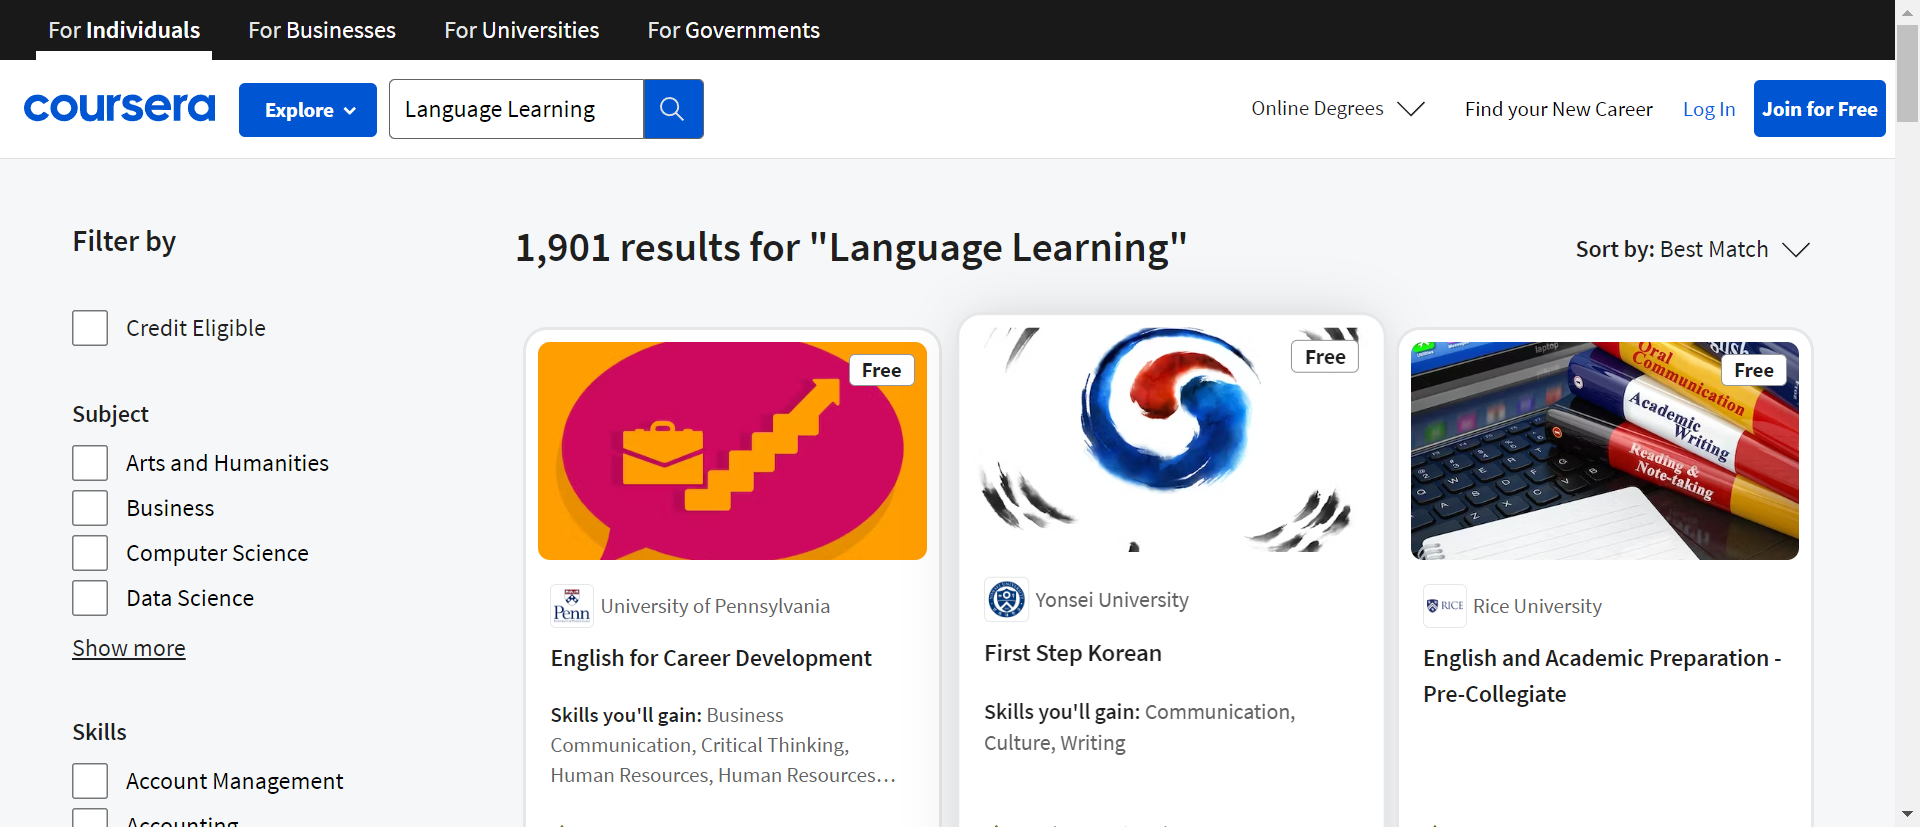 For Individuals
For Businesses
For Universities
For Governments
coursera
Explore
Language Learning
Online Degrees
Find your New Career
Log In
Join for Free
Filter by
1,901 results for "Language Learning"
Sort by: Best Match
Credit Eligible
Subject
Arts and Humanities
Business
Computer Science
Data Science
Show more
Skills
Account Management
Accounting
Free
Penn
University of Pennsylvania
English for Career Development
Skills you'll gain: Business
Communication, Critical Thinking,
Human Resources, Human Resources…
Free
Yonsei University
First Step Korean
Skills you'll gain: Communication,
Culture, Writing
Free
laptop
Oral
Communication
Academic
Writing
Reading &
Note-taking
RICE
Rice University
English and Academic Preparation -
Pre-Collegiate